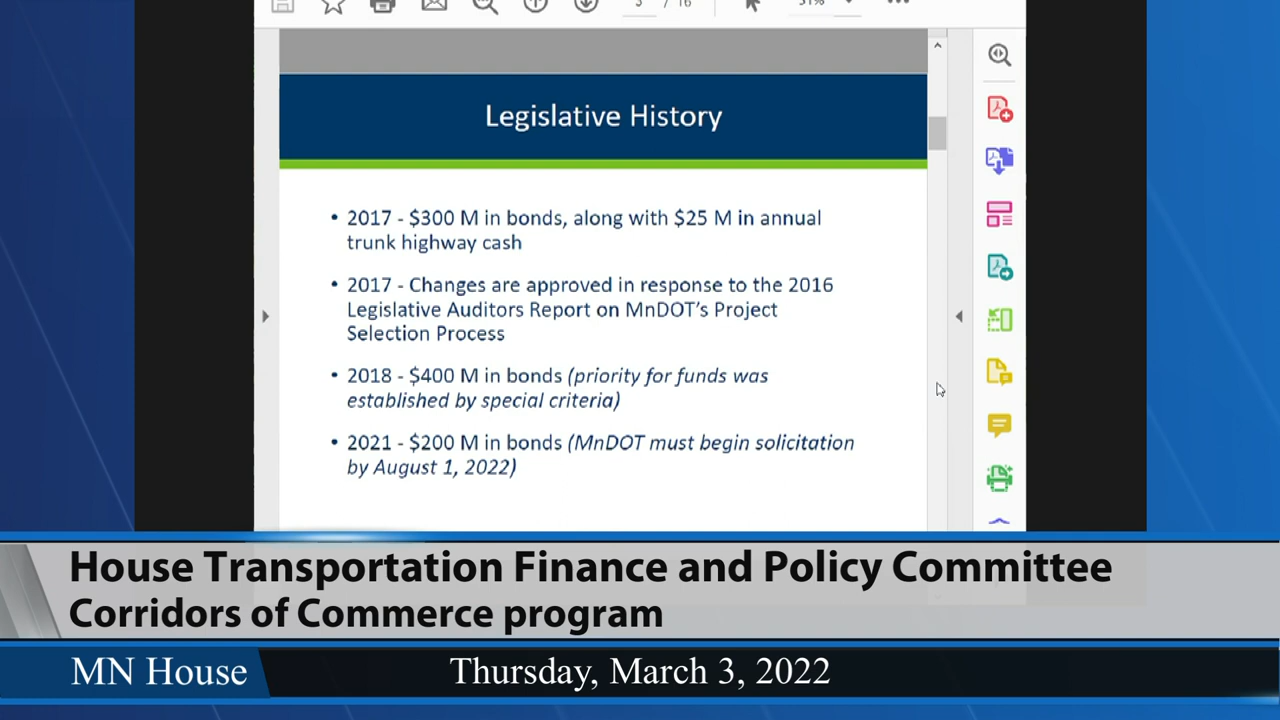 3 / 16
51%
Legislative History
• 2017 - $300 M in bonds, along with $25 M in annual
trunk highway cash
• 2017 - Changes are approved in response to the 2016
Legislative Auditors Report on MnDOT's Project
Selection Process
• 2018 - $400 M in bonds (priority for funds was
established by special criteria)
• 2021 - $200 M in bonds (MnDOT must begin solicitation
by August 1, 2022)
House Transportation Finance and Policy Committee
Corridors of Commerce program
MN House
Thursday, March 3, 2022